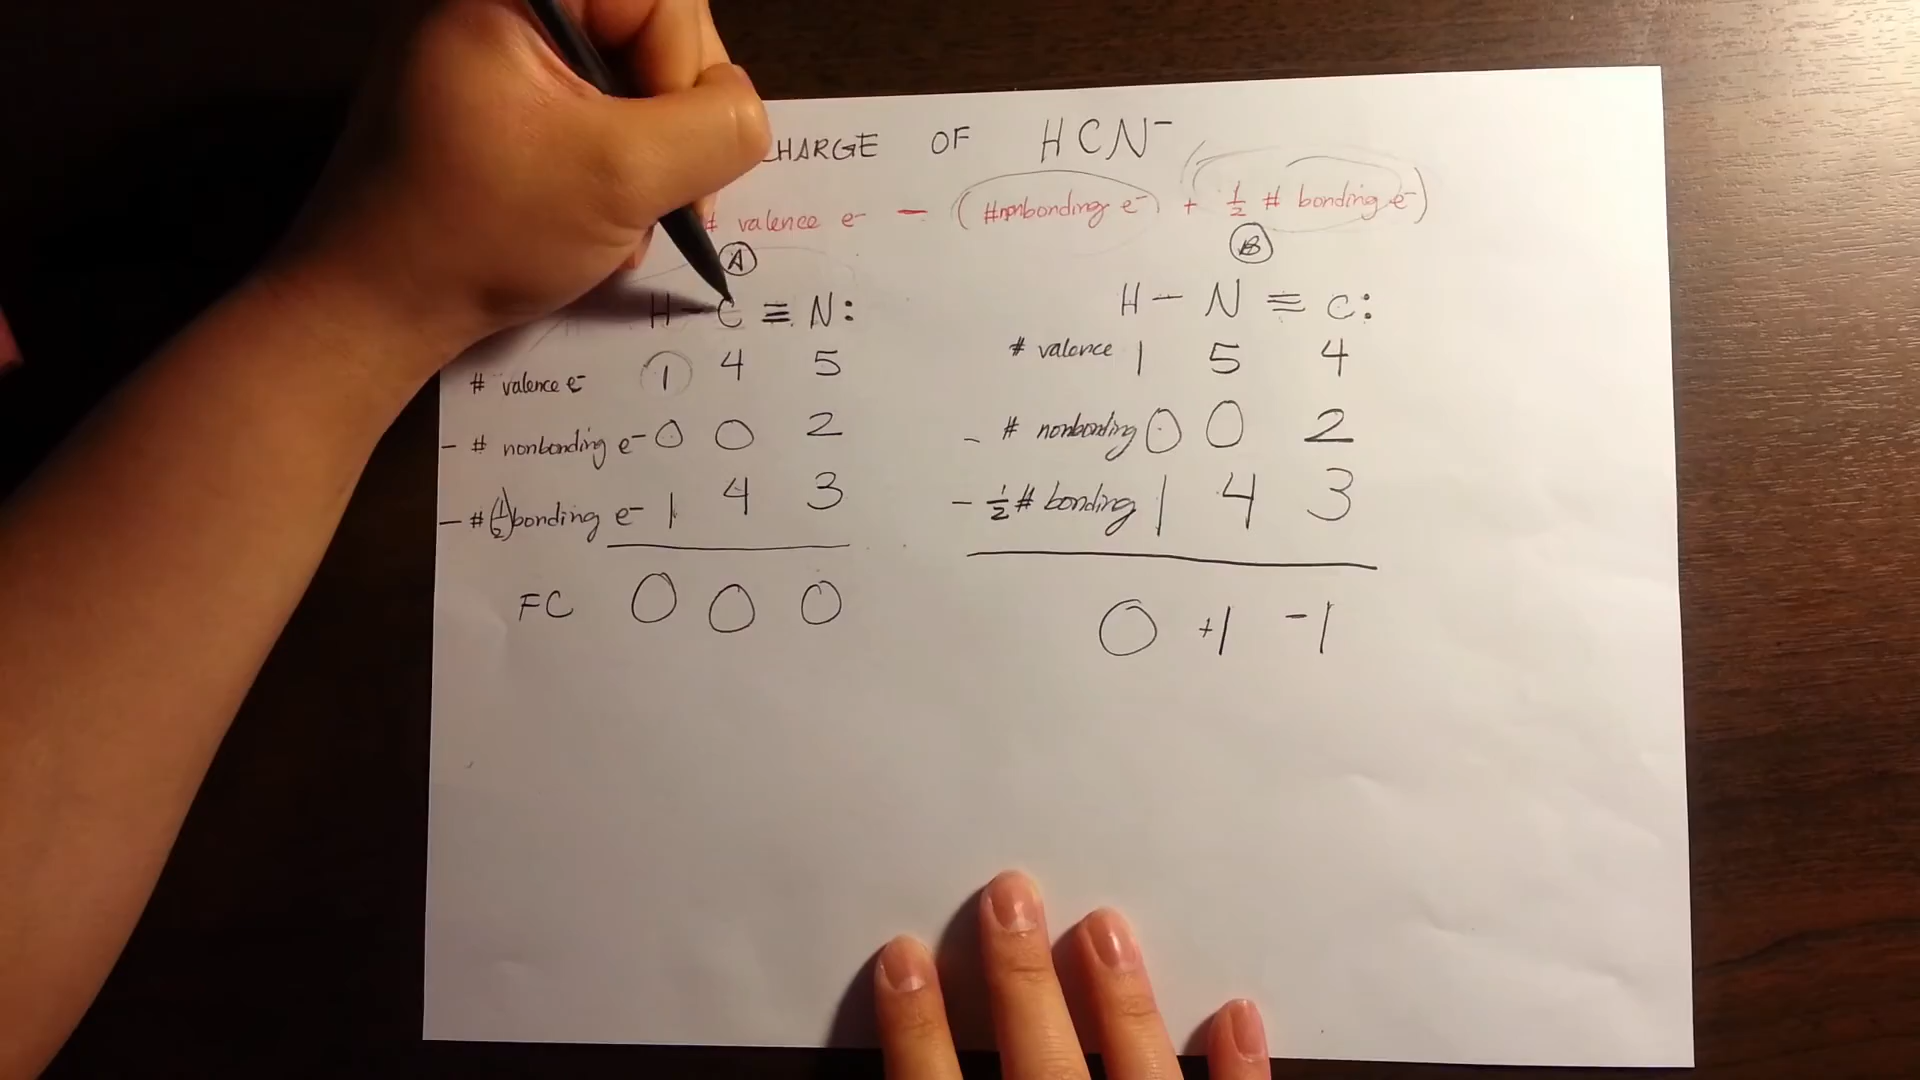 CHARGE OF HCN⁻
# valence e⁻ − (#nonbonding e⁻ + ½ # bonding e⁻)
A
H − C ≡ N:
# valence e⁻ 1 4 5
− # nonbonding e⁻ 0 0 2
− #(½)bonding e⁻ 1 4 3
FC 0 0 0
B
H − N ≡ C:
# valence 1 5 4
− # nonbonding 0 0 2
− ½ # bonding 1 4 3
0 +1 −1